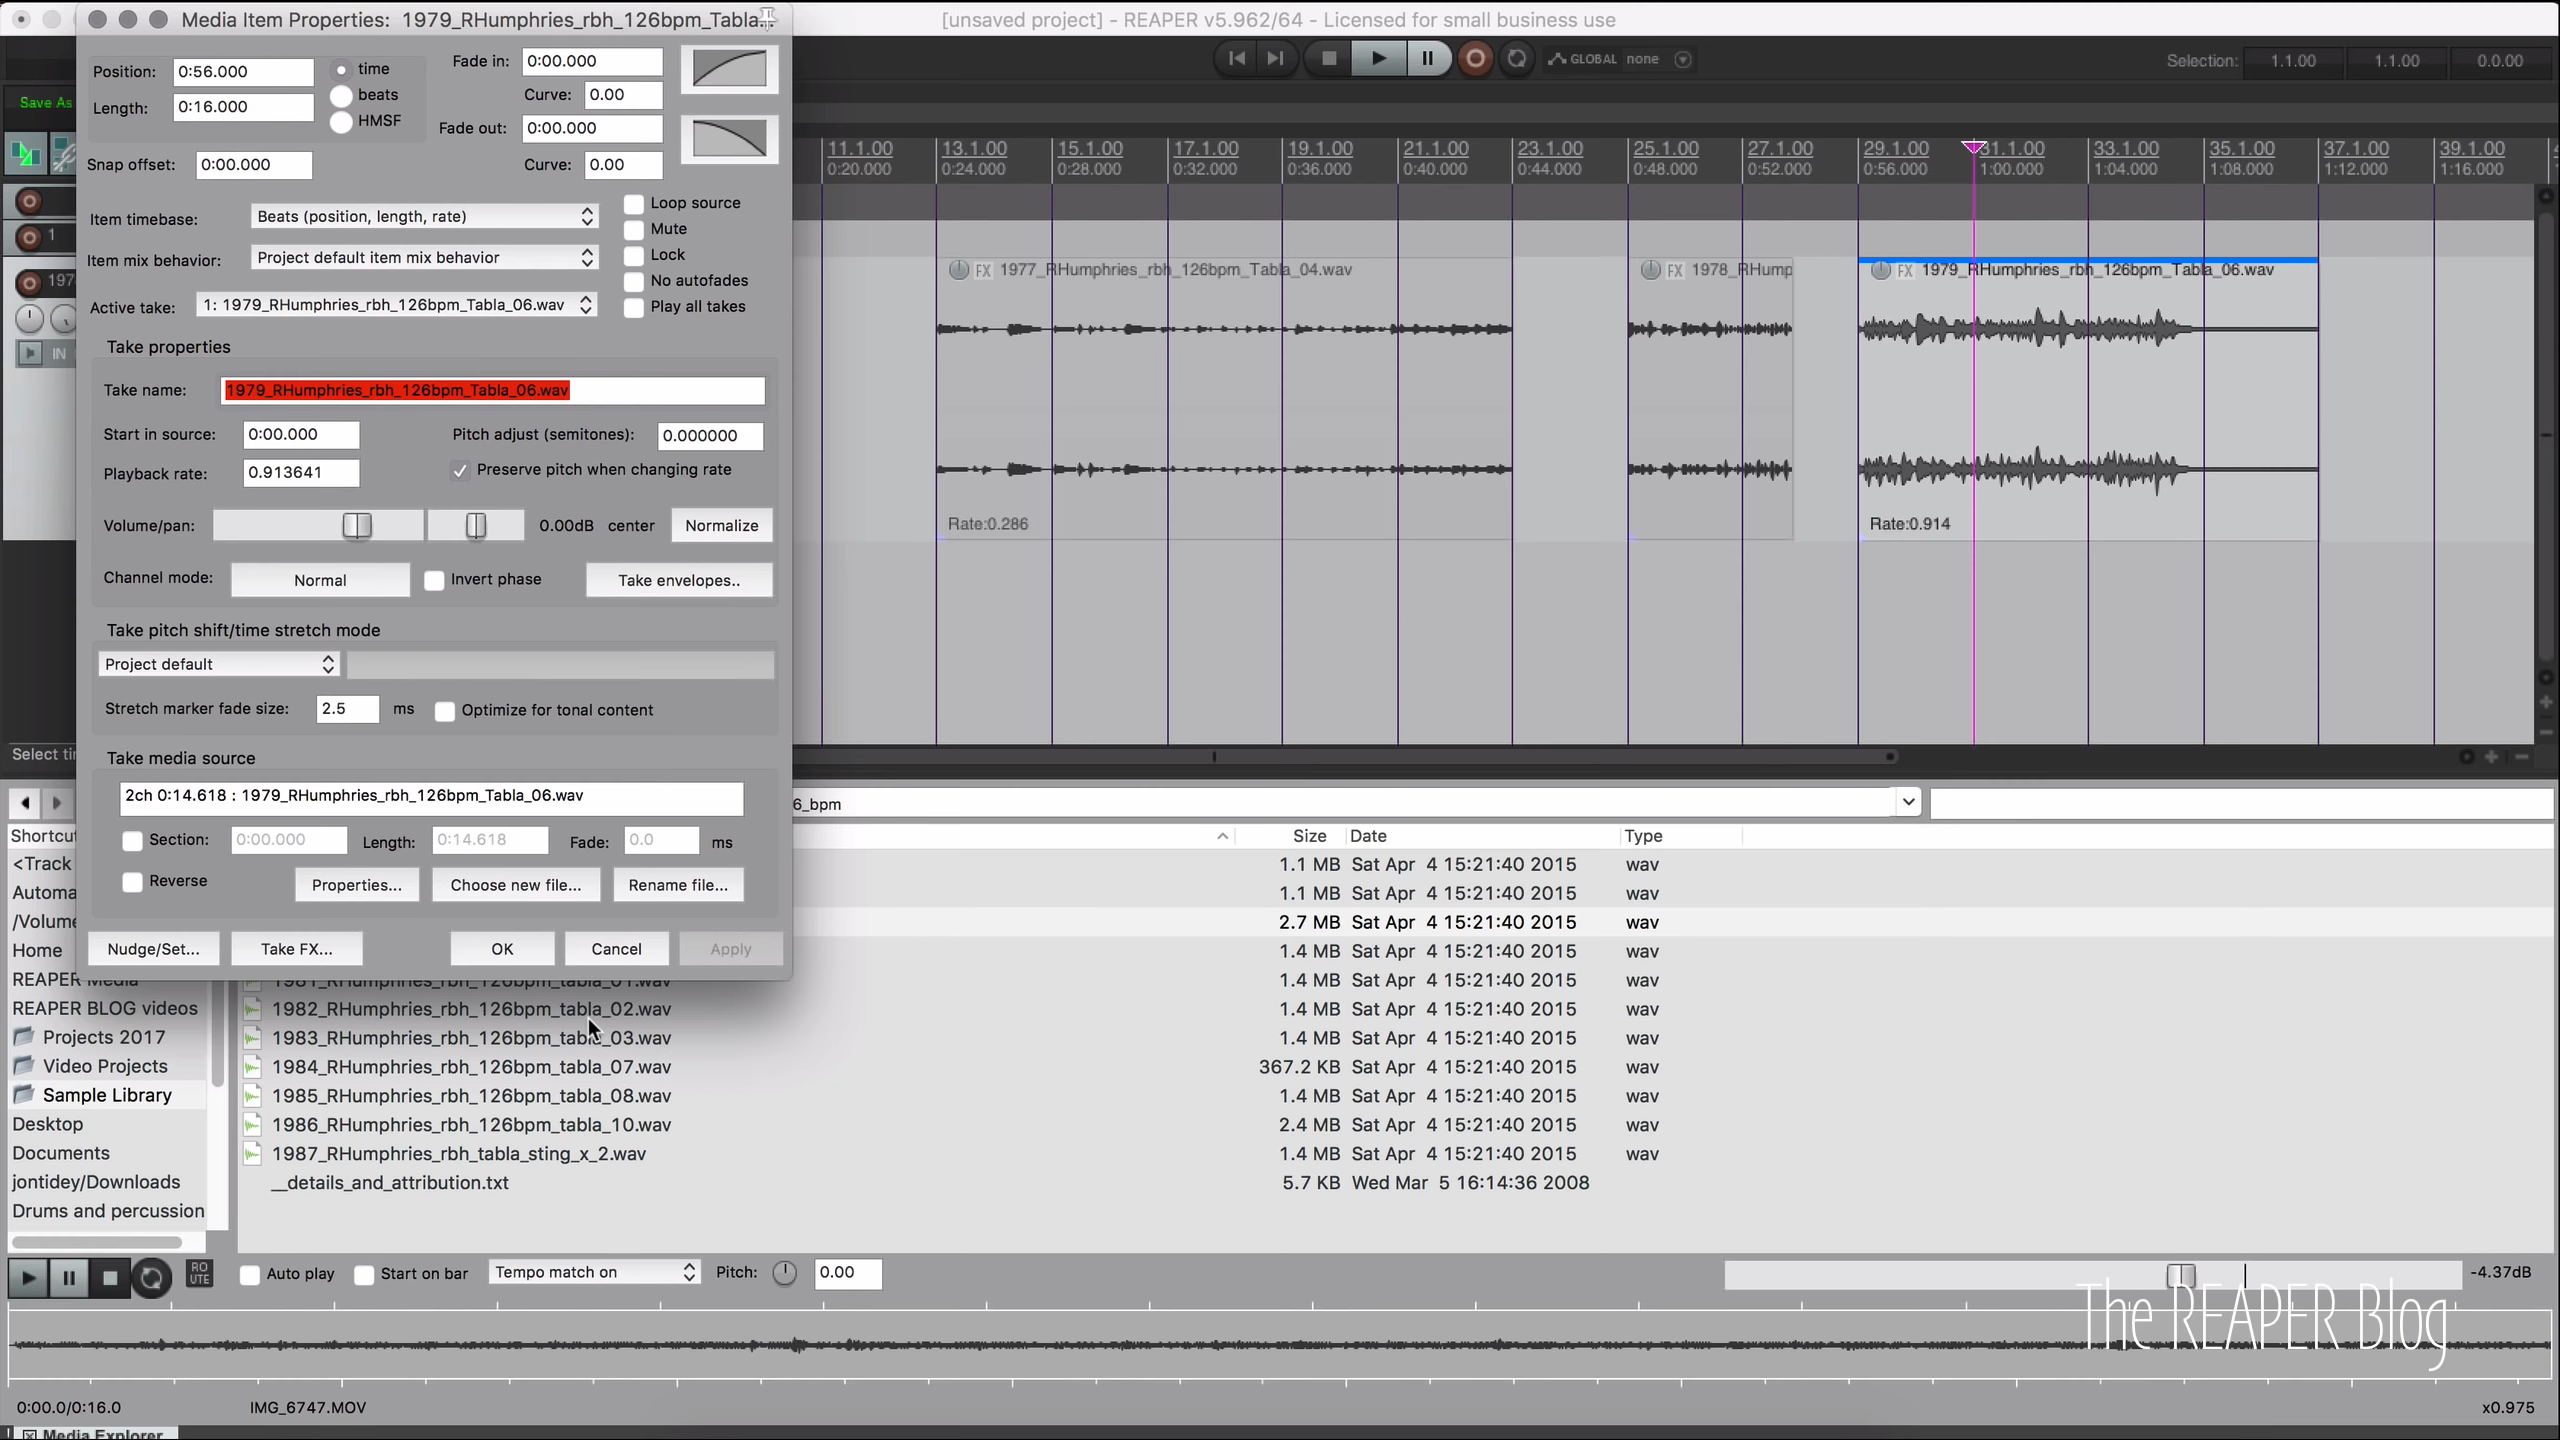 Media Item Properties: 1979_RHumphries_rbh_126bpm_Tabla...
[unsaved project] - REAPER v5.962/64 - Licensed for small business use
Position: 0:56.000
time
beats
HMSF
Length: 0:16.000
Snap offset: 0:00.000
Fade in: 0:00.000
Curve: 0.00
Fade out: 0:00.000
Curve: 0.00
GLOBAL none
Selection: 1.1.00 1.1.00 0.0.00
Save As
11.1.00 13.1.00 15.1.00 17.1.00 19.1.00 21.1.00 23.1.00 25.1.00 27.1.00 29.1.00 31.1.00 33.1.00 35.1.00 37.1.00 39.1.00
0:20.000 0:24.000 0:28.000 0:32.000 0:36.000 0:40.000 0:44.000 0:48.000 0:52.000 0:56.000 1:00.000 1:04.000 1:08.000 1:12.000 1:16.000
Item timebase: Beats (position, length, rate)
Item mix behavior: Project default item mix behavior
Active take: 1: 1979_RHumphries_rbh_126bpm_Tabla_06.wav
Loop source
Mute
Lock
No autofades
Play all takes
1
197
IN
FX 1977_RHumphries_rbh_126bpm_Tabla_04.wav
FX 1978_RHump
FX 1979_RHumphries_rbh_126bpm_Tabla_06.wav
Rate:0.286
Rate:0.914
Take properties
Take name: 1979_RHumphries_rbh_126bpm_Tabla_06.wav
Start in source: 0:00.000
Pitch adjust (semitones): 0.000000
Playback rate: 0.913641
Preserve pitch when changing rate
Volume/pan: 0.00dB center Normalize
Channel mode: Normal Invert phase Take envelopes..
Take pitch shift/time stretch mode
Project default
Stretch marker fade size: 2.5 ms Optimize for tonal content
Select ti
Take media source
2ch 0:14.618 : 1979_RHumphries_rbh_126bpm_Tabla_06.wav
Section: 0:00.000 Length: 0:14.618 Fade: 0.0 ms
Reverse Properties... Choose new file... Rename file...
Nudge/Set... Take FX... OK Cancel Apply
6_bpm
Shortcu
<Track
Automa
/Volume
Home
REAPER Media
REAPER BLOG videos
Projects 2017
Video Projects
Sample Library
Desktop
Documents
jontidey/Downloads
Drums and percussion
Size Date Type
1.1 MB Sat Apr 4 15:21:40 2015 wav
1.1 MB Sat Apr 4 15:21:40 2015 wav
2.7 MB Sat Apr 4 15:21:40 2015 wav
1.4 MB Sat Apr 4 15:21:40 2015 wav
1981_RHumphries_rbh_126bpm_tabla_01.wav 1.4 MB Sat Apr 4 15:21:40 2015 wav
1982_RHumphries_rbh_126bpm_tabla_02.wav 1.4 MB Sat Apr 4 15:21:40 2015 wav
1983_RHumphries_rbh_126bpm_tabla_03.wav 1.4 MB Sat Apr 4 15:21:40 2015 wav
1984_RHumphries_rbh_126bpm_tabla_07.wav 367.2 KB Sat Apr 4 15:21:40 2015 wav
1985_RHumphries_rbh_126bpm_tabla_08.wav 1.4 MB Sat Apr 4 15:21:40 2015 wav
1986_RHumphries_rbh_126bpm_tabla_10.wav 2.4 MB Sat Apr 4 15:21:40 2015 wav
1987_RHumphries_rbh_tabla_sting_x_2.wav 1.4 MB Sat Apr 4 15:21:40 2015 wav
__details_and_attribution.txt 5.7 KB Wed Mar 5 16:14:36 2008
ROUTE Auto play Start on bar Tempo match on Pitch: 0.00 -4.37dB
The REAPER Blog
0:00.0/0:16.0 IMG_6747.MOV x0.975
Media Explorer